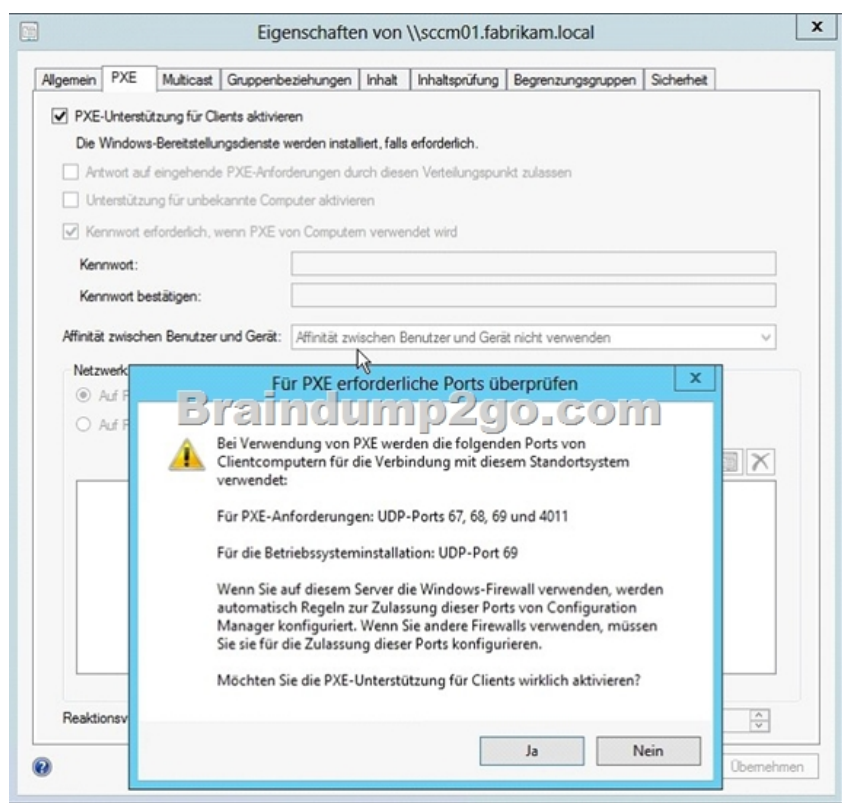 Eigenschaften von \\sccm01.fabrikam.local
x
Allgemein PXE Multicast Gruppenbeziehungen Inhalt Inhaltsprüfung Begrenzungsgruppen Sicherheit
PXE-Unterstützung für Clients aktivieren
Die Windows-Bereitstellungsdienste werden installiert, falls erforderlich.
Antwort auf eingehende PXE-Anforderungen durch diesen Verteilungspunkt zulassen
Unterstützung für unbekannte Computer aktivieren
Kennwort erforderlich, wenn PXE von Computern verwendet wird
Kennwort:
Kennwort bestätigen:
Affinität zwischen Benutzer und Gerät: Affinität zwischen Benutzer und Gerät nicht verwenden
Netzwerk
Auf
Auf
Für PXE erforderliche Ports überprüfen
x
Braindump2go.com
Bei Verwendung von PXE werden die folgenden Ports von
Clientcomputern für die Verbindung mit diesem Standortsystem
verwendet:
Für PXE-Anforderungen: UDP-Ports 67, 68, 69 und 4011
Für die Betriebssysteminstallation: UDP-Port 69
Wenn Sie auf diesem Server die Windows-Firewall verwenden, werden
automatisch Regeln zur Zulassung dieser Ports von Configuration
Manager konfiguriert. Wenn Sie andere Firewalls verwenden, müssen
Sie sie für die Zulassung dieser Ports konfigurieren.
Möchten Sie die PXE-Unterstützung für Clients wirklich aktivieren?
Ja Nein
Reaktionsv
? Übernehmen